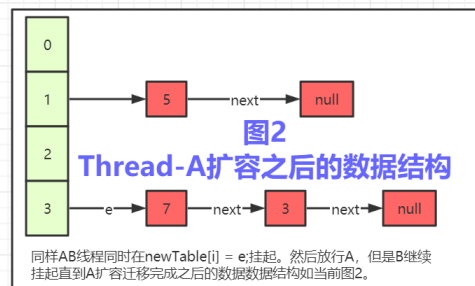 0
1
5
next
null
2
图2
Thread-A扩容之后的数据结构
3
e
7
next
3
next
null
同样AB线程同时在newTable[i] = e;挂起。然后放行A，但是B继续
挂起直到A扩容迁移完成之后的数据数据结构如当前图2。